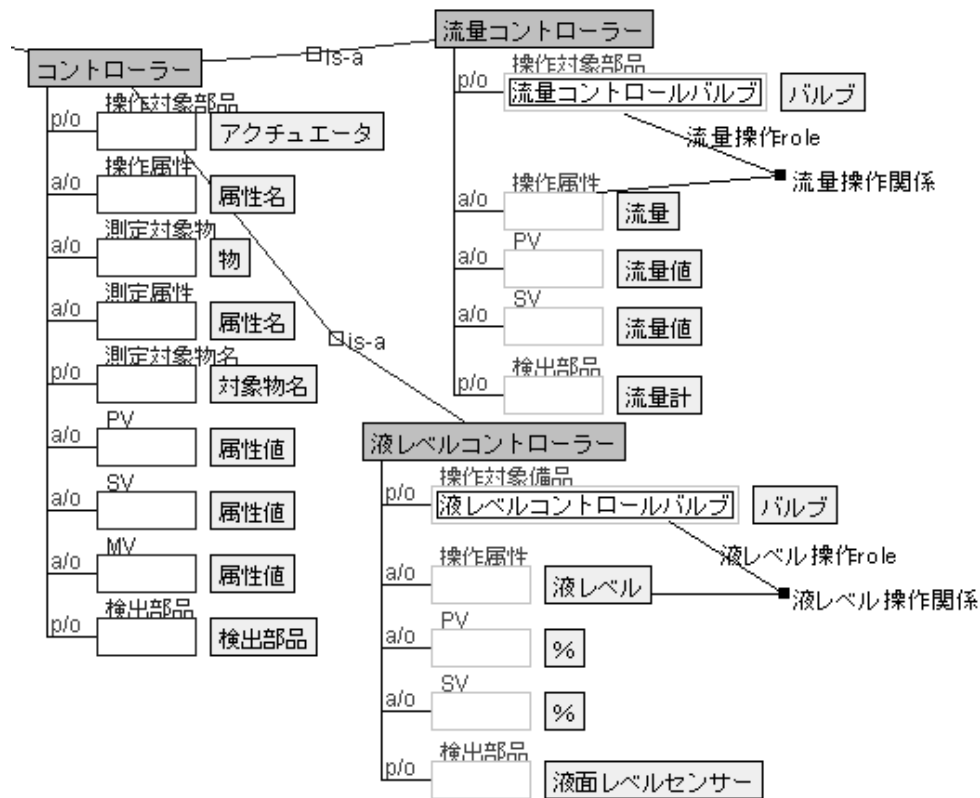 流量コントローラー
is-a
コントローラー
操作対象部品
p/o
流量コントロールバルブ
バルブ
流量操作role
流量操作関係
操作属性
a/o
流量
PV
a/o
流量値
SV
a/o
流量値
検出部品
p/o
流量計
操作対象部品
p/o
アクチュエータ
操作属性
a/o
属性名
測定対象物
a/o
物
測定属性
a/o
属性名
is-a
測定対象物名
p/o
対象物名
PV
a/o
属性値
SV
a/o
属性値
MV
a/o
属性値
検出部品
p/o
検出部品
液レベルコントローラー
操作対象備品
p/o
液レベルコントロールバルブ
バルブ
液レベル操作role
液レベル操作関係
操作属性
a/o
液レベル
PV
a/o
%
SV
a/o
%
検出部品
p/o
液面レベルセンサー